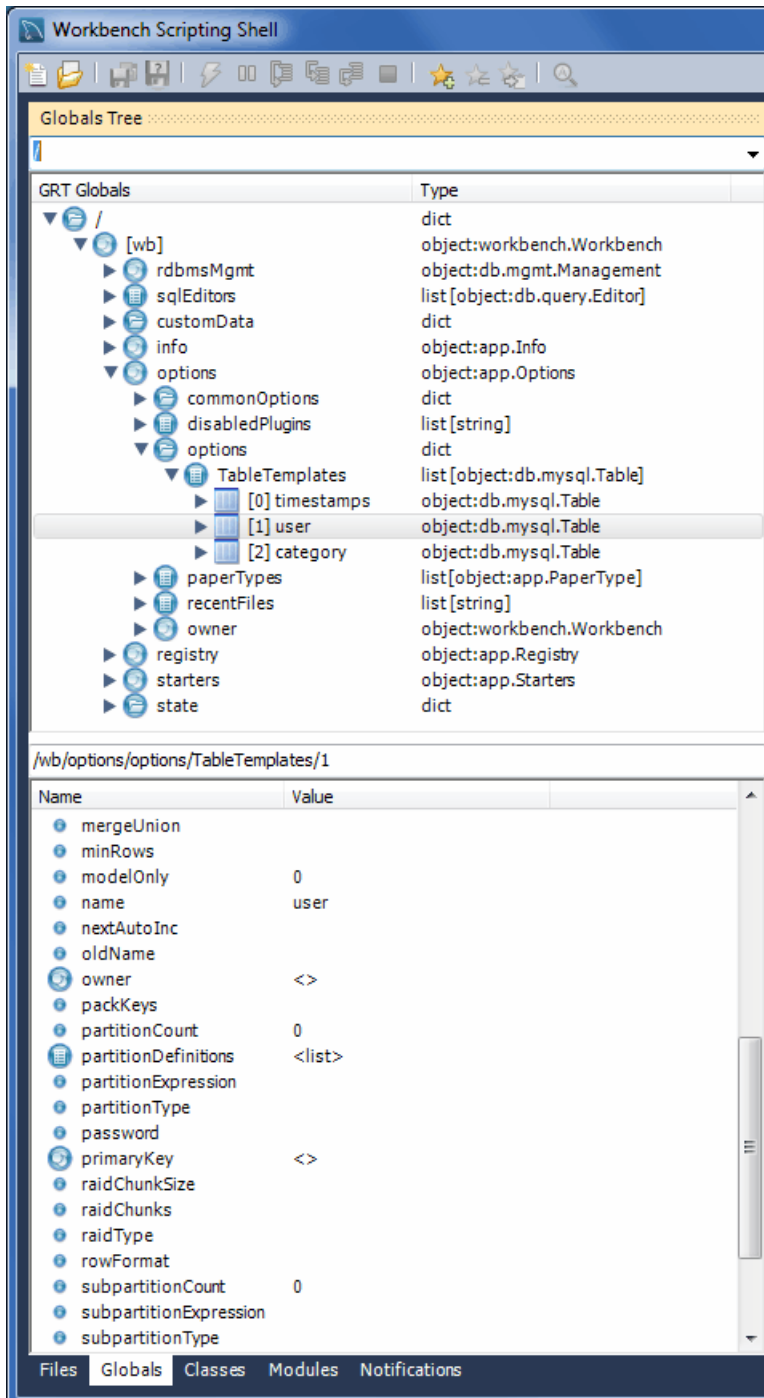 Workbench Scripting Shell
Globals Tree
/
GRT Globals Type
/ dict
[wb] object:workbench.Workbench
rdbmsMgmt object:db.mgmt.Management
sqlEditors list[object:db.query.Editor]
customData dict
info object:app.Info
options object:app.Options
commonOptions dict
disabledPlugins list[string]
options dict
TableTemplates list[object:db.mysql.Table]
[0] timestamps object:db.mysql.Table
[1] user object:db.mysql.Table
[2] category object:db.mysql.Table
paperTypes list[object:app.PaperType]
recentFiles list[string]
owner object:workbench.Workbench
registry object:app.Registry
starters object:app.Starters
state dict
/wb/options/options/TableTemplates/1
Name Value
mergeUnion
minRows
modelOnly 0
name user
nextAutoInc
oldName
owner <>
packKeys
partitionCount 0
partitionDefinitions <list>
partitionExpression
partitionType
password
primaryKey <>
raidChunkSize
raidChunks
raidType
rowFormat
subpartitionCount 0
subpartitionExpression
subpartitionType
Files Globals Classes Modules Notifications